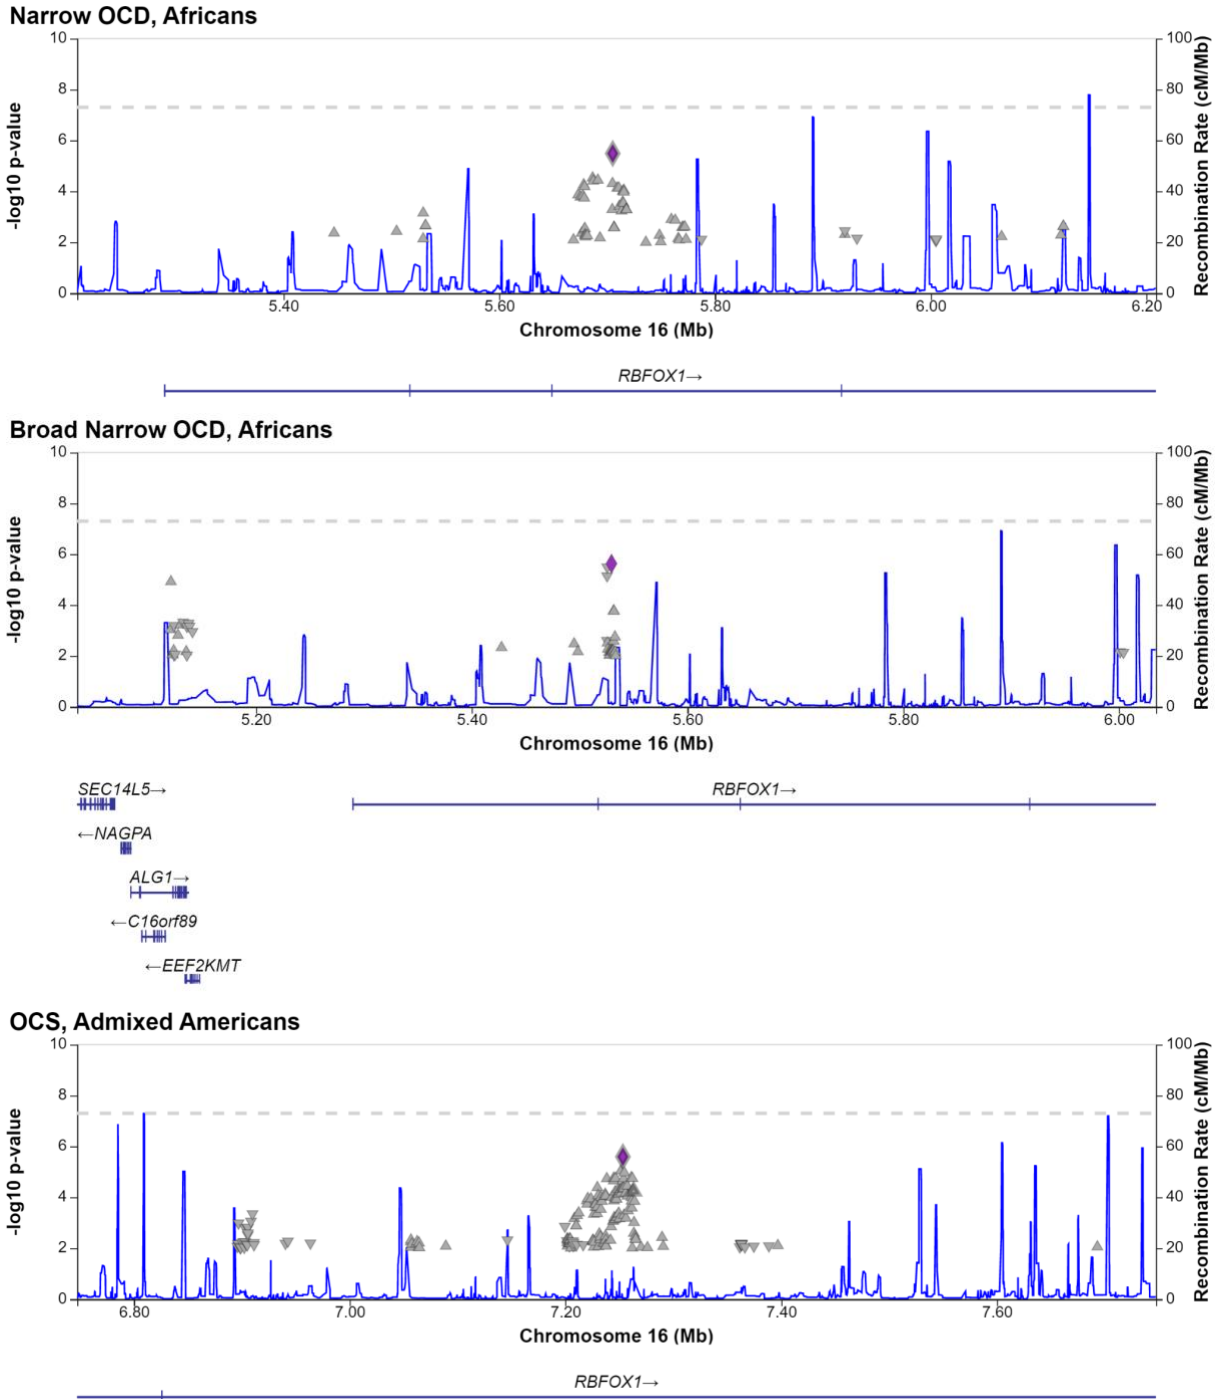 Narrow OCD, Africans
10
8
6
4
2
0
-log10 p-value
100
80
60
40
20
0
Recombination Rate (cM/Mb)
5.40
5.60
5.80
6.00
6.20
Chromosome 16 (Mb)
RBFOX1→
Broad Narrow OCD, Africans
10
8
6
4
2
0
-log10 p-value
100
80
60
40
20
0
Recombination Rate (cM/Mb)
5.20
5.40
5.60
5.80
6.00
Chromosome 16 (Mb)
SEC14L5→
RBFOX1→
←NAGPA
ALG1→
←C16orf89
←EEF2KMT
OCS, Admixed Americans
10
8
6
4
2
0
-log10 p-value
100
80
60
40
20
0
Recombination Rate (cM/Mb)
6.80
7.00
7.20
7.40
7.60
Chromosome 16 (Mb)
RBFOX1→